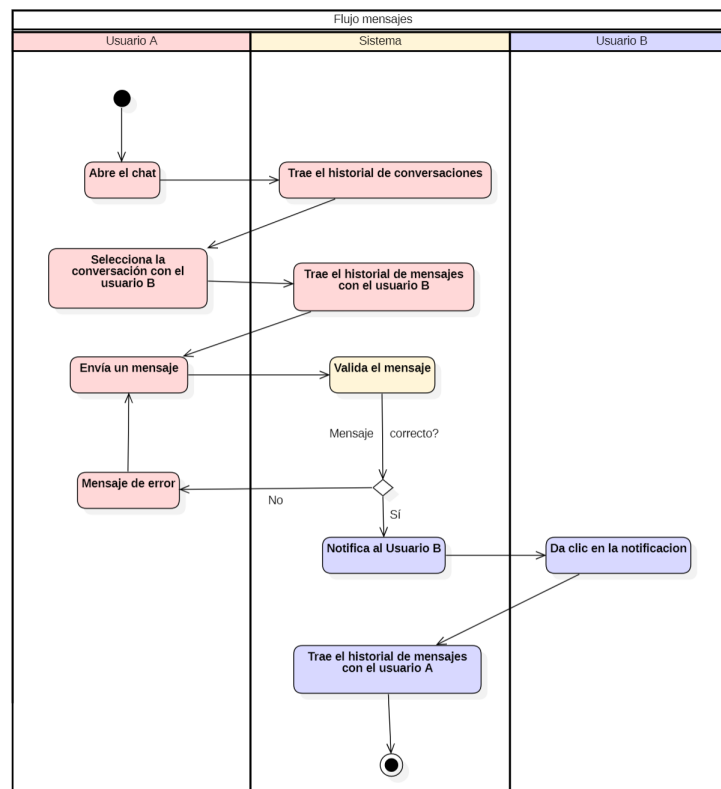 Flujo mensajes
Usuario A
Sistema
Usuario B
Abre el chat
Trae el historial de conversaciones
Selecciona la
conversación con el
usuario B
Trae el historial de mensajes
con el usuario B
Envía un mensaje
Valida el mensaje
Mensaje correcto?
Mensaje de error
No
Sí
Notifica al Usuario B
Da clic en la notificacion
Trae el historial de mensajes
con el usuario A